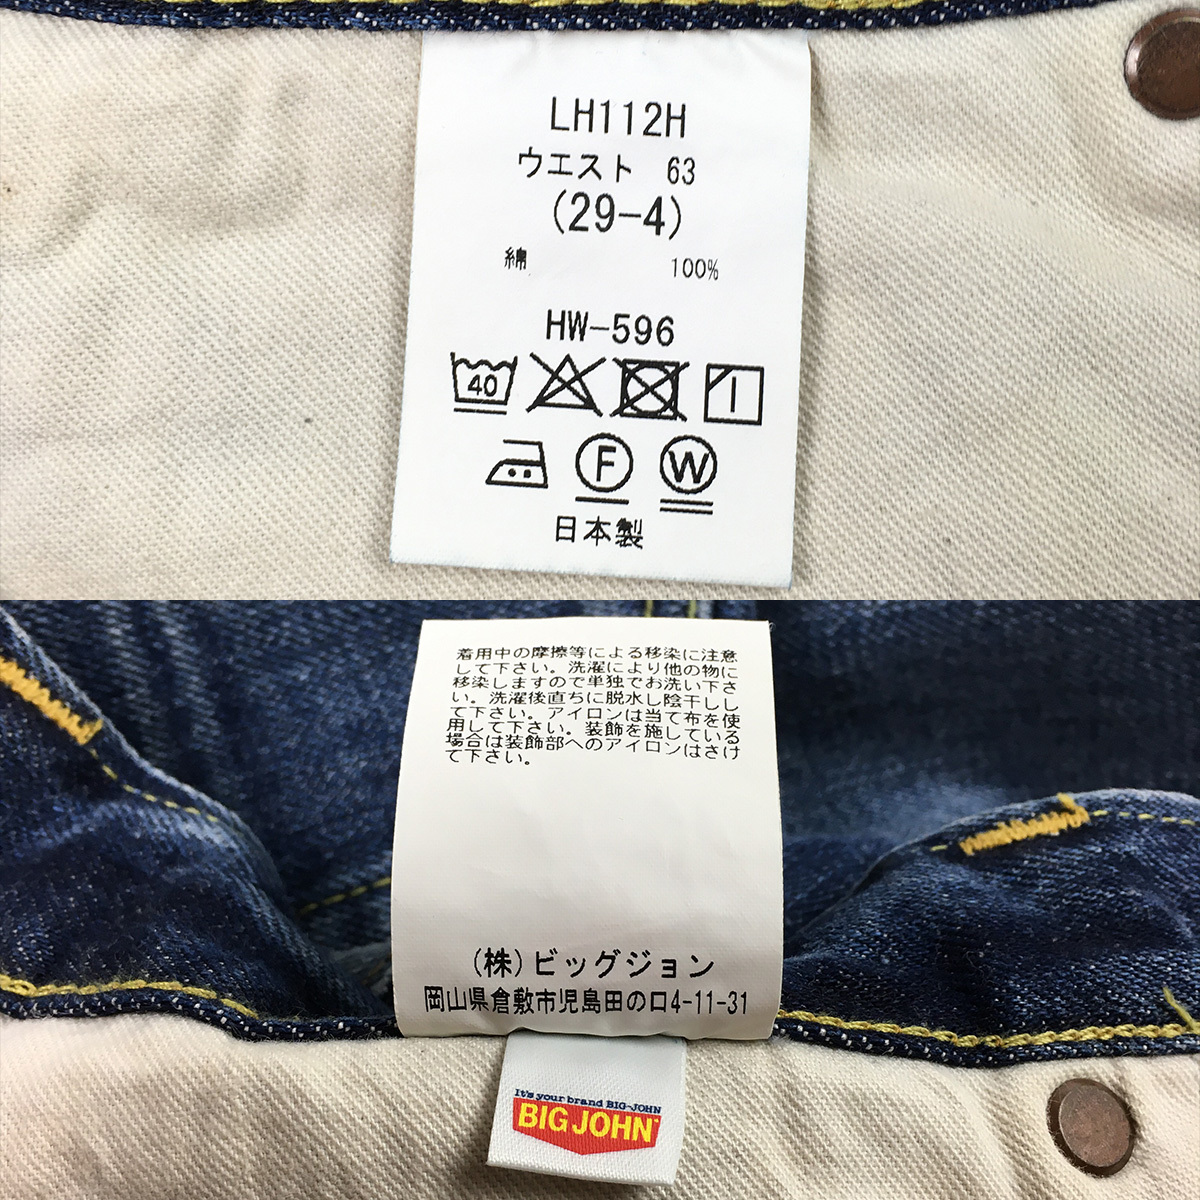 LH112H
ウエスト 63
(29-4)
綿 100%
HW-596
40
F W
日本製
着用中の摩擦等による移染に注意
して下さい。洗濯により他の物に
移染しますので単独でお洗い下さ
い。洗濯後直ちに脱水し陰干しし
て下さい。アイロンは当て布を使
用して下さい。装飾を施している
場合は装飾部へのアイロンはさけ
て下さい。
(株)ビッグジョン
岡山県倉敷市児島田の口4-11-31
It's your brand BIG-JOHN
BIG JOHN